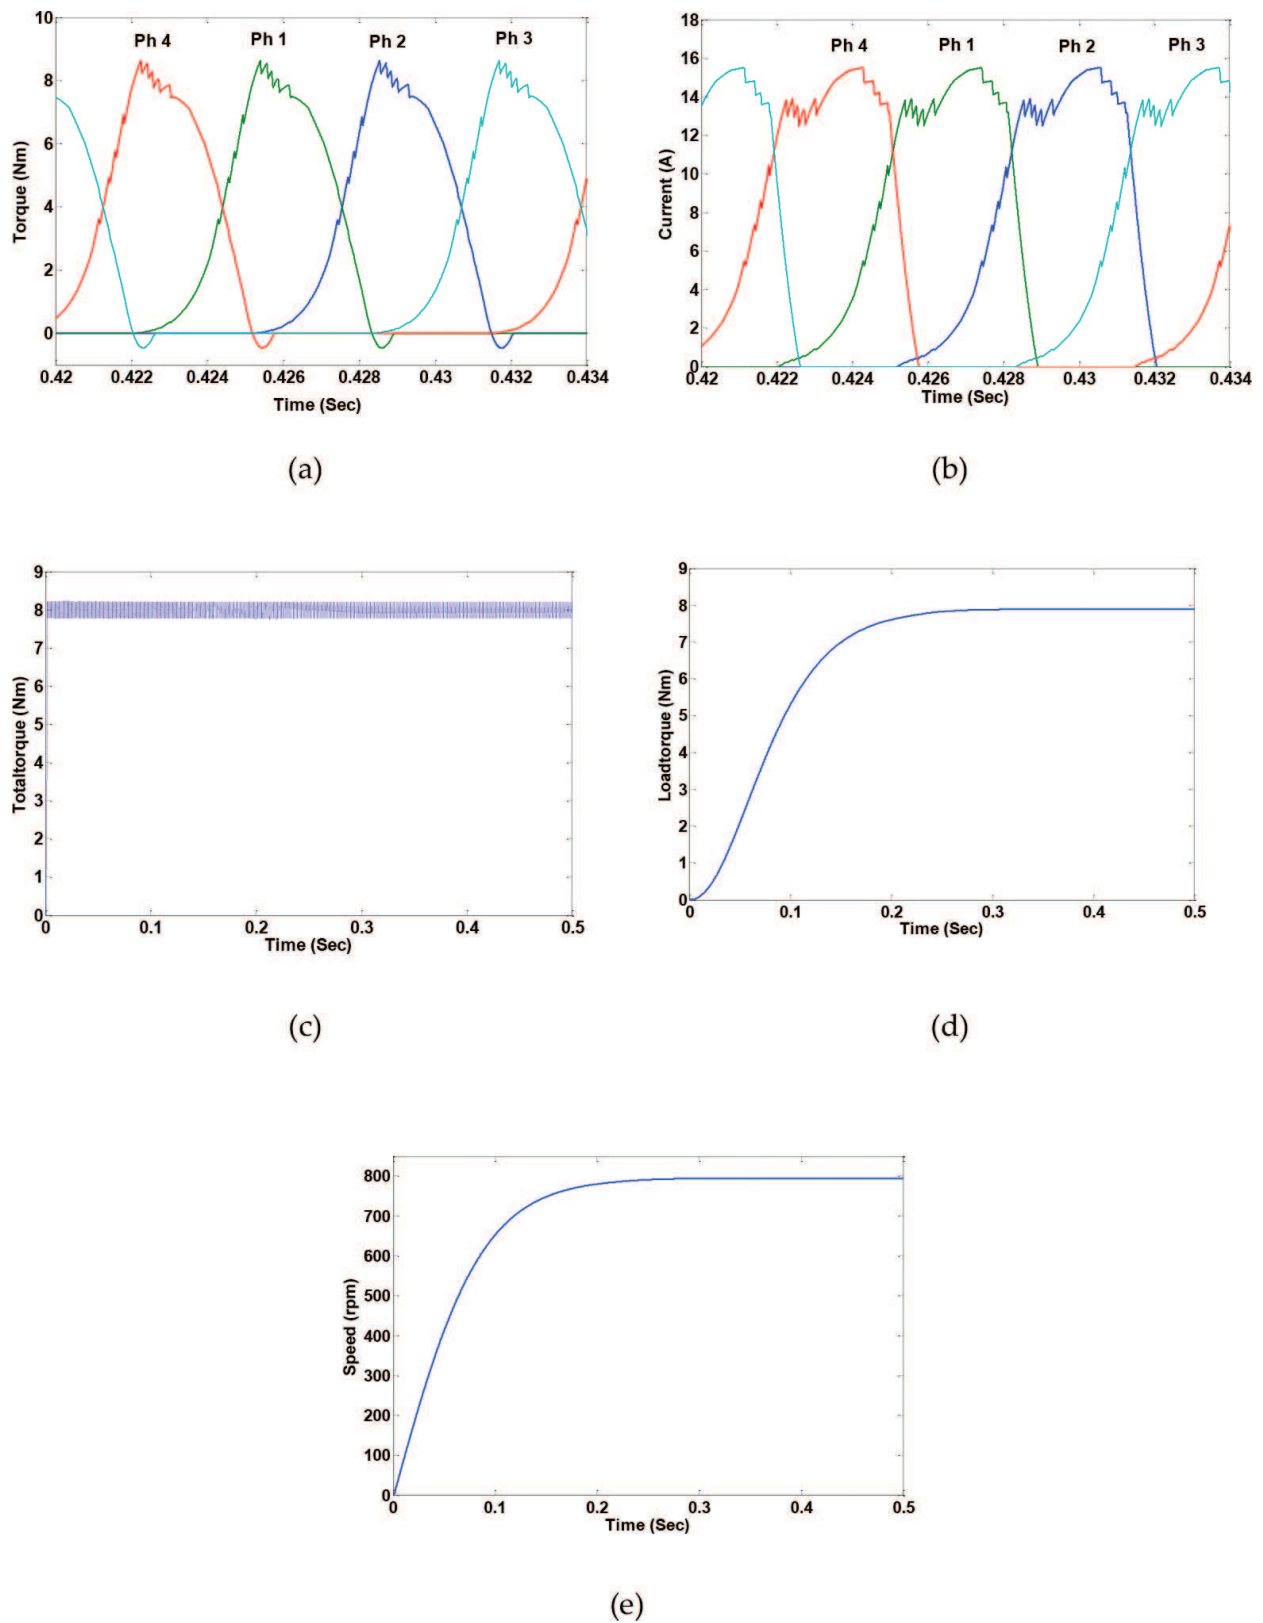 Ph 4 Ph 1 Ph 2 Ph 3
10
8
6
4
2
0
Torque (Nm)
0.42 0.422 0.424 0.426 0.428 0.43 0.432 0.434
Time (Sec)
(a)
Ph 4 Ph 1 Ph 2 Ph 3
18
16
14
12
10
8
6
4
2
0
Current (A)
0.42 0.422 0.424 0.426 0.428 0.43 0.432 0.434
Time (Sec)
(b)
9
8
7
6
5
4
3
2
1
0
Totaltorque (Nm)
0 0.1 0.2 0.3 0.4 0.5
Time (Sec)
(c)
9
8
7
6
5
4
3
2
1
0
Loadtorque (Nm)
0 0.1 0.2 0.3 0.4 0.5
Time (Sec)
(d)
800
700
600
500
400
300
200
100
0
Speed (rpm)
0 0.1 0.2 0.3 0.4 0.5
Time (Sec)
(e)